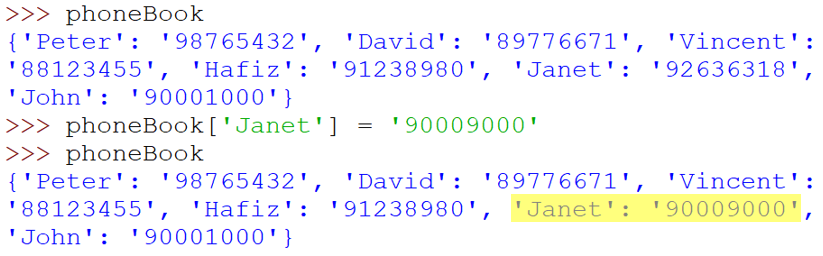 >>> phoneBook
{'Peter': '98765432', 'David': '89776671', 'Vincent':
'88123455', 'Hafiz': '91238980', 'Janet': '92636318',
'John': '90001000'}
>>> phoneBook['Janet'] = '90009000'
>>> phoneBook
{'Peter': '98765432', 'David': '89776671', 'Vincent':
'88123455', 'Hafiz': '91238980', 'Janet': '90009000',
'John': '90001000'}